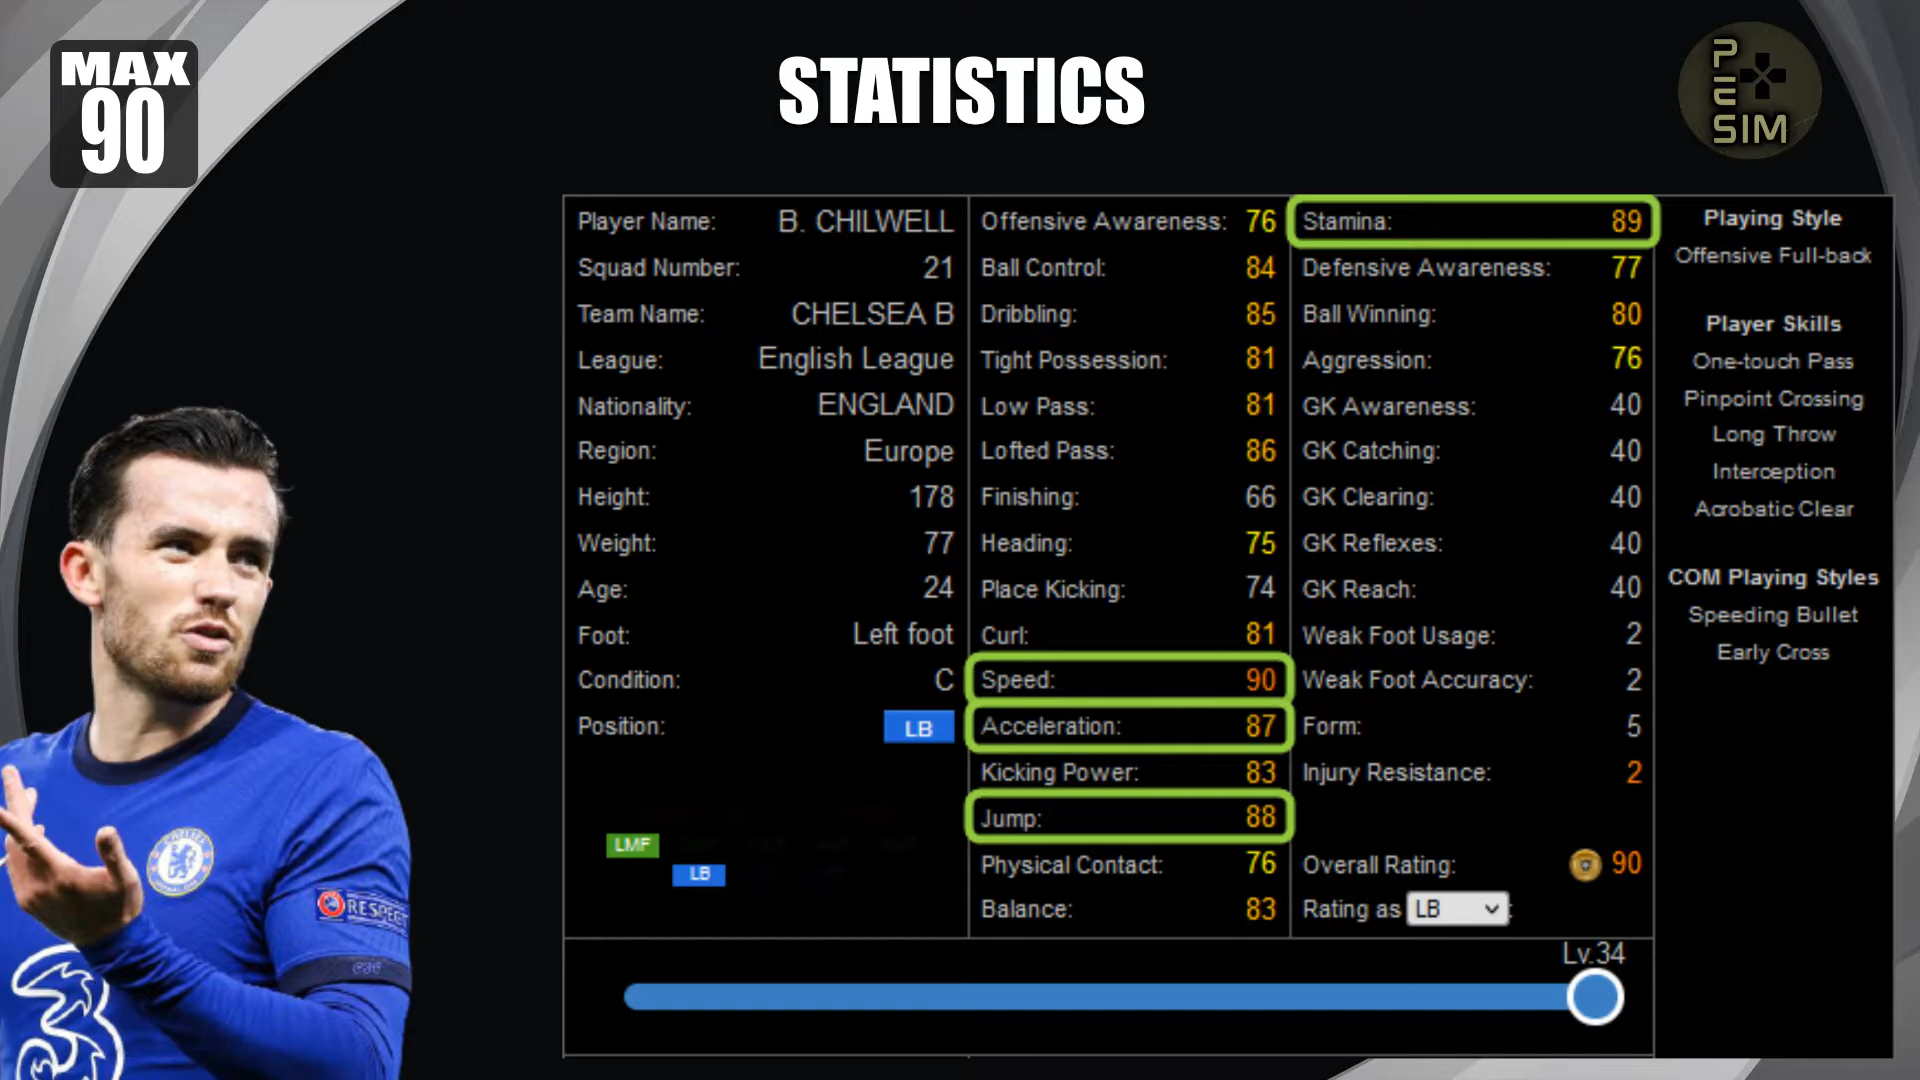 MAX
90
STATISTICS
PE
SIM
Player Name: B. CHILWELL
Squad Number: 21
Team Name: CHELSEA B
League: English League
Nationality: ENGLAND
Region: Europe
Height: 178
Weight: 77
Age: 24
Foot: Left foot
Condition: C
Position: LB
LMF
LB
Offensive Awareness: 76
Ball Control: 84
Dribbling: 85
Tight Possession: 81
Low Pass: 81
Lofted Pass: 86
Finishing: 66
Heading: 75
Place Kicking: 74
Curl: 81
Speed: 90
Acceleration: 87
Kicking Power: 83
Jump: 88
Physical Contact: 76
Balance: 83
Stamina: 89
Defensive Awareness: 77
Ball Winning: 80
Aggression: 76
GK Awareness: 40
GK Catching: 40
GK Clearing: 40
GK Reflexes: 40
GK Reach: 40
Weak Foot Usage: 2
Weak Foot Accuracy: 2
Form: 5
Injury Resistance: 2
Overall Rating: 90
Rating as LB :
Playing Style
Offensive Full-back
Player Skills
One-touch Pass
Pinpoint Crossing
Long Throw
Interception
Acrobatic Clear
COM Playing Styles
Speeding Bullet
Early Cross
Lv.34
CHELSEA
RESPECT
3